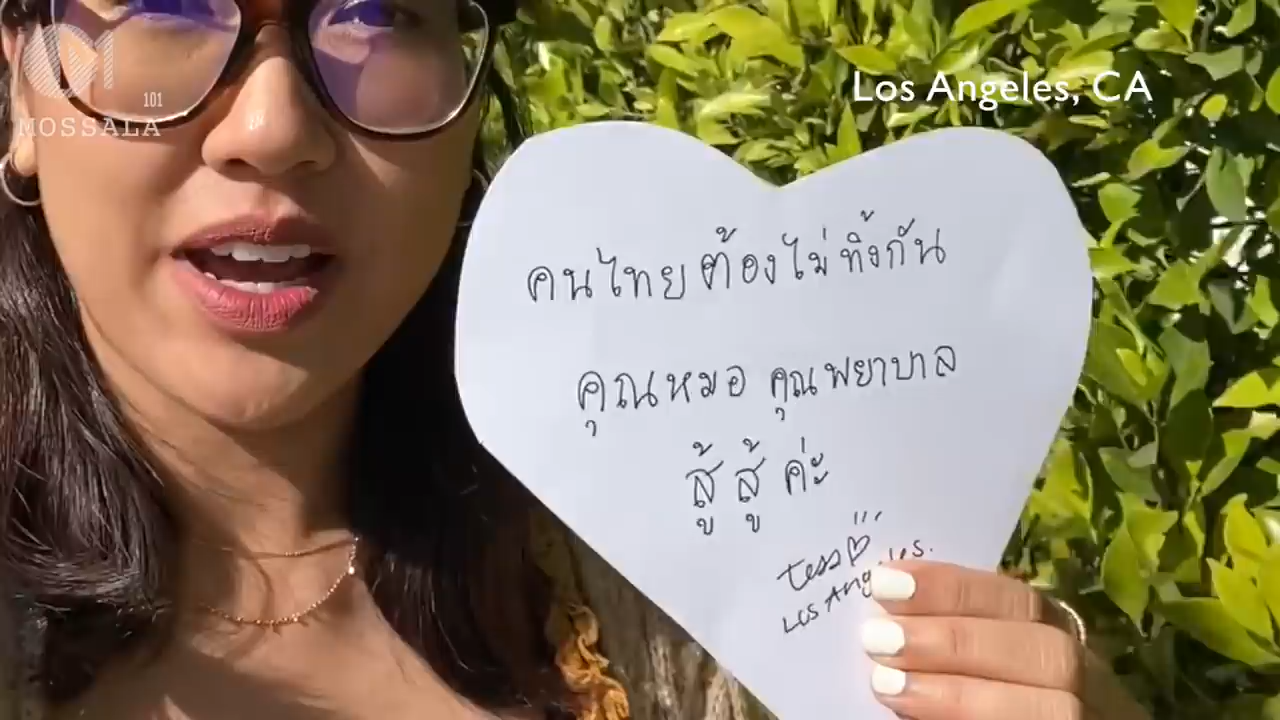 101
MOSSALA
Los Angeles, CA
คนไทย ต้องไม่ ทิ้งกัน
คุณหมอ คุณพยาบาล
สู้ สู้ ค่ะ
tess♡
Los Angeles.